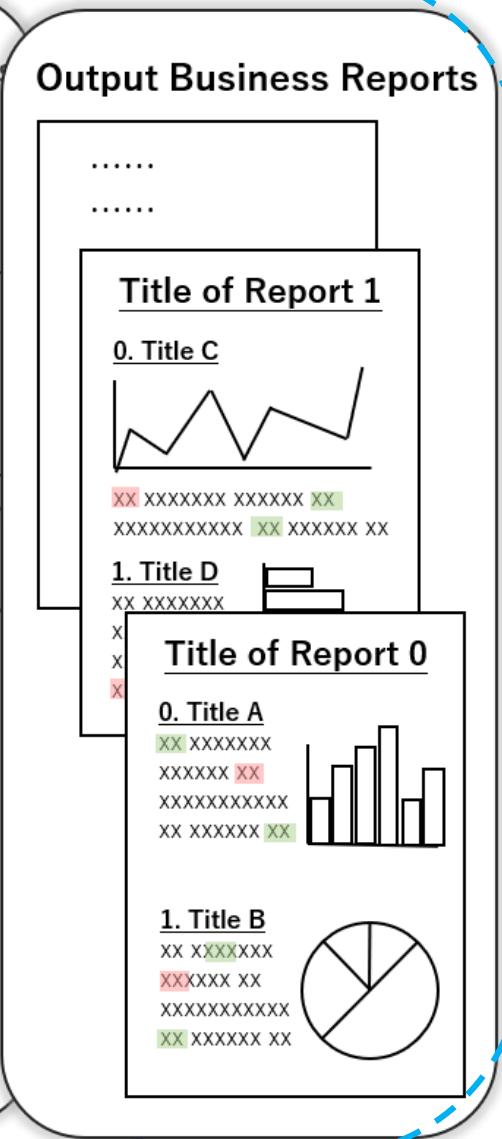 Output Business Reports
......
......
Title of Report 1
0. Title C
XX XXXXXXX XXXXXX XX
XXXXXXXXXXX XX XXXXXX XX
1. Title D
XX XXXXXXX
X
X
X
Title of Report 0
0. Title A
XX XXXXXXX
XXXXXX XX
XXXXXXXXXXX
XX XXXXXX XX
1. Title B
XX XXXXXXX
XXXXXX XX
XXXXXXXXXXX
XX XXXXXX XX